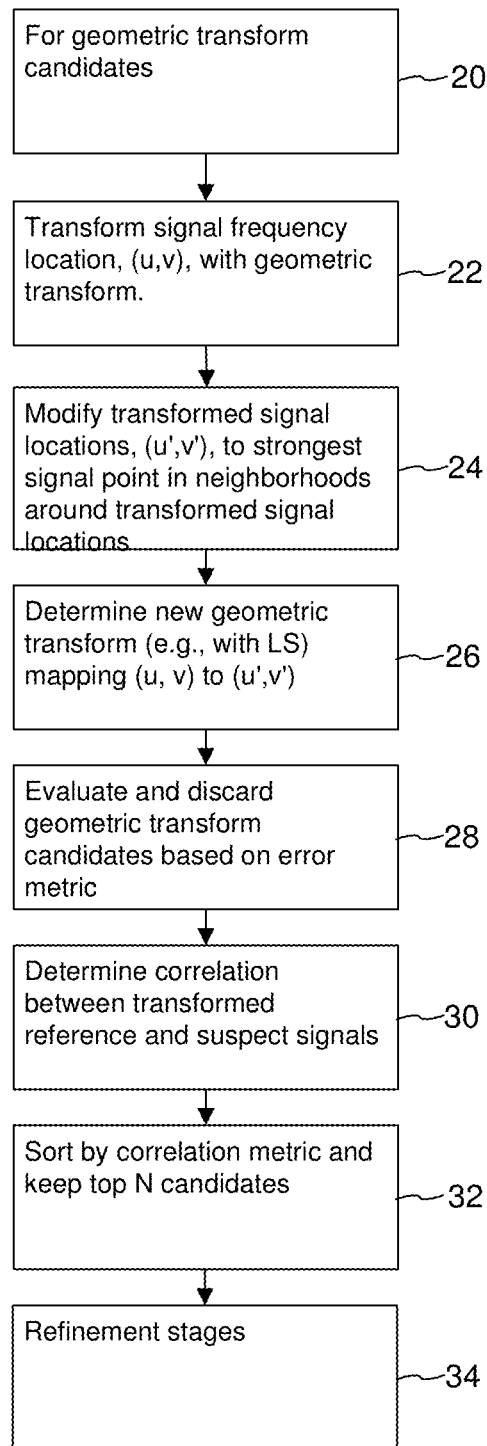 For geometric transform
candidates
20
Transform signal frequency
location, (u,v), with geometric
transform.
22
Modify transformed signal
locations, (u',v'), to strongest
signal point in neighborhoods
around transformed signal
locations
24
Determine new geometric
transform (e.g., with LS)
mapping (u, v) to (u',v')
26
Evaluate and discard
geometric transform
candidates based on error
metric
28
Determine correlation
between transformed
reference and suspect signals
30
Sort by correlation metric and
keep top N candidates
32
Refinement stages
34